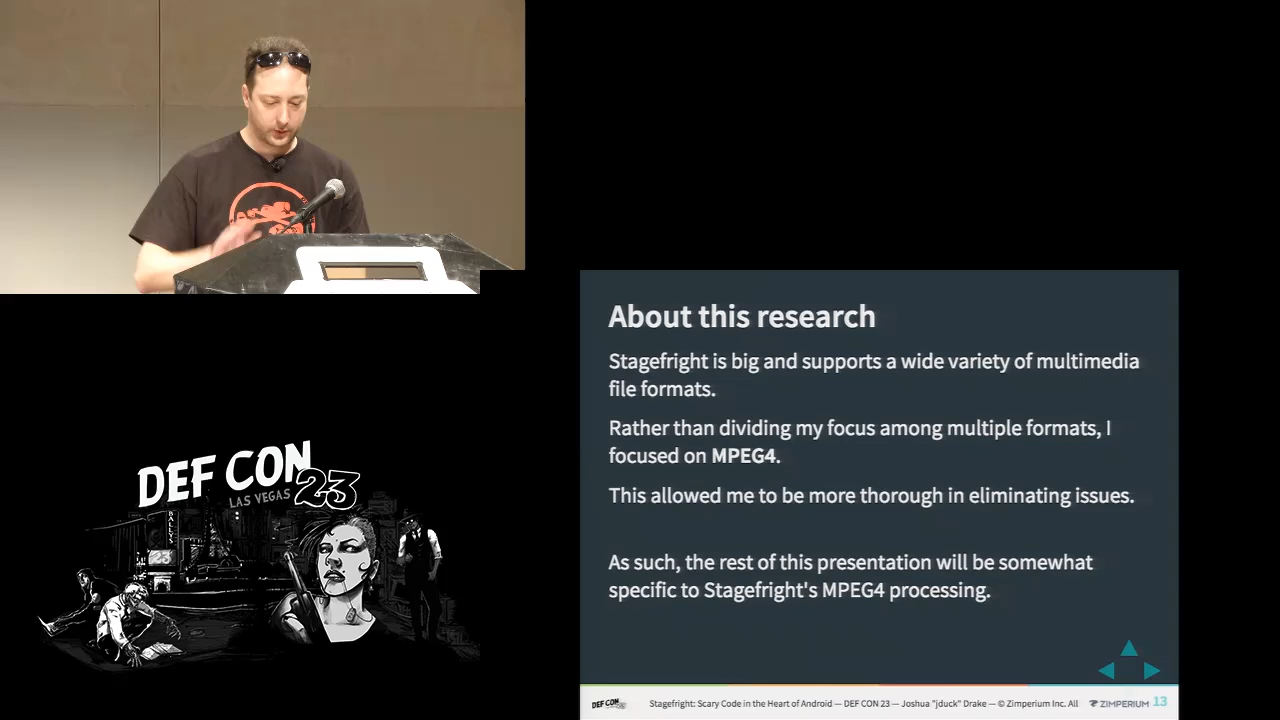 About this research
Stagefright is big and supports a wide variety of multimedia
file formats.
Rather than dividing my focus among multiple formats, I
focused on MPEG4.
This allowed me to be more thorough in eliminating issues.
As such, the rest of this presentation will be somewhat
specific to Stagefright's MPEG4 processing.
DEF CON 23
LAS VEGAS
BALLY'S
DEF CON
Stagefright: Scary Code in the Heart of Android — DEF CON 23 — Joshua "jduck" Drake — © Zimperium Inc. All
ZIMPERIUM 13